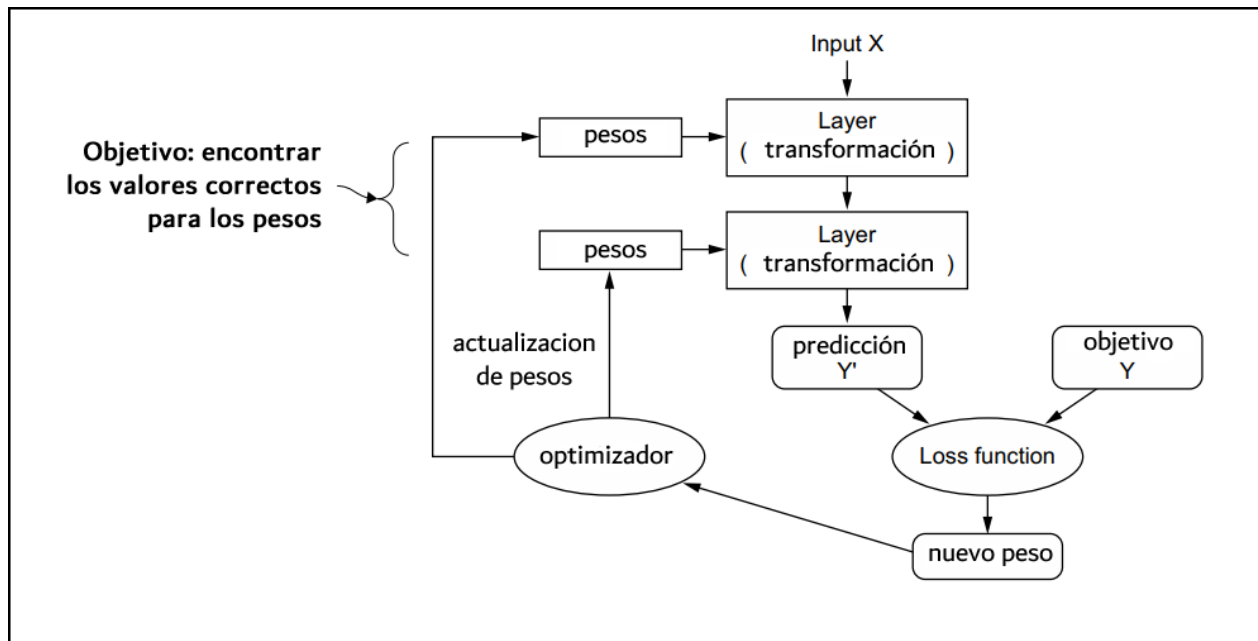 Input X
pesos
Layer
( transformación )
Objetivo: encontrar
los valores correctos
para los pesos
pesos
Layer
( transformación )
actualizacion
de pesos
predicción
Y'
objetivo
Y
optimizador
Loss function
nuevo peso